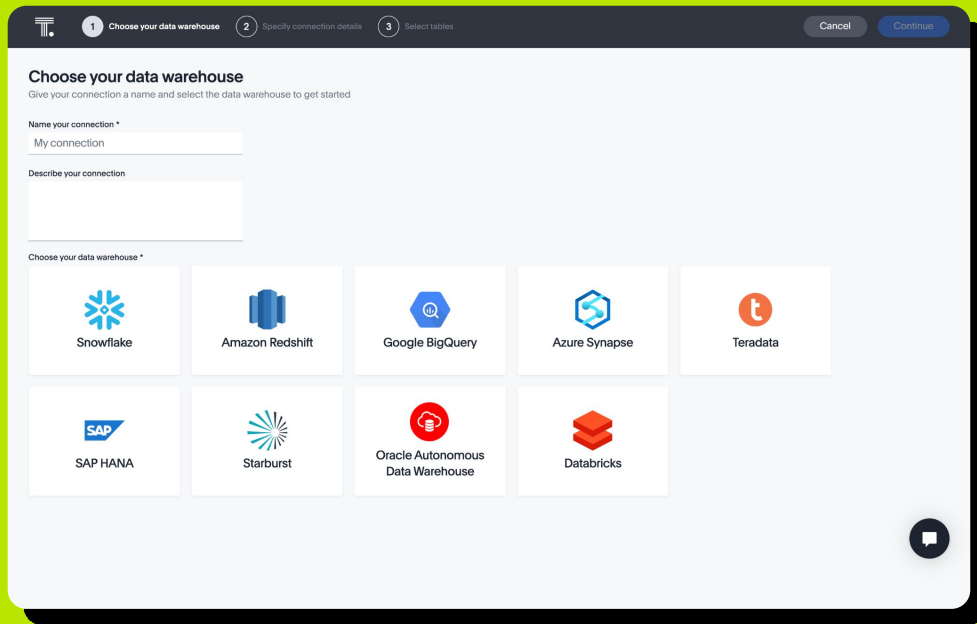 T.
1 Choose your data warehouse 2 Specify connection details 3 Select tables Cancel Continue
Choose your data warehouse
Give your connection a name and select the data warehouse to get started
Name your connection *
My connection
Describe your connection
Choose your data warehouse *
Snowflake Amazon Redshift Google BigQuery Azure Synapse t Teradata
SAP
SAP HANA Starburst Oracle Autonomous
Data Warehouse Databricks